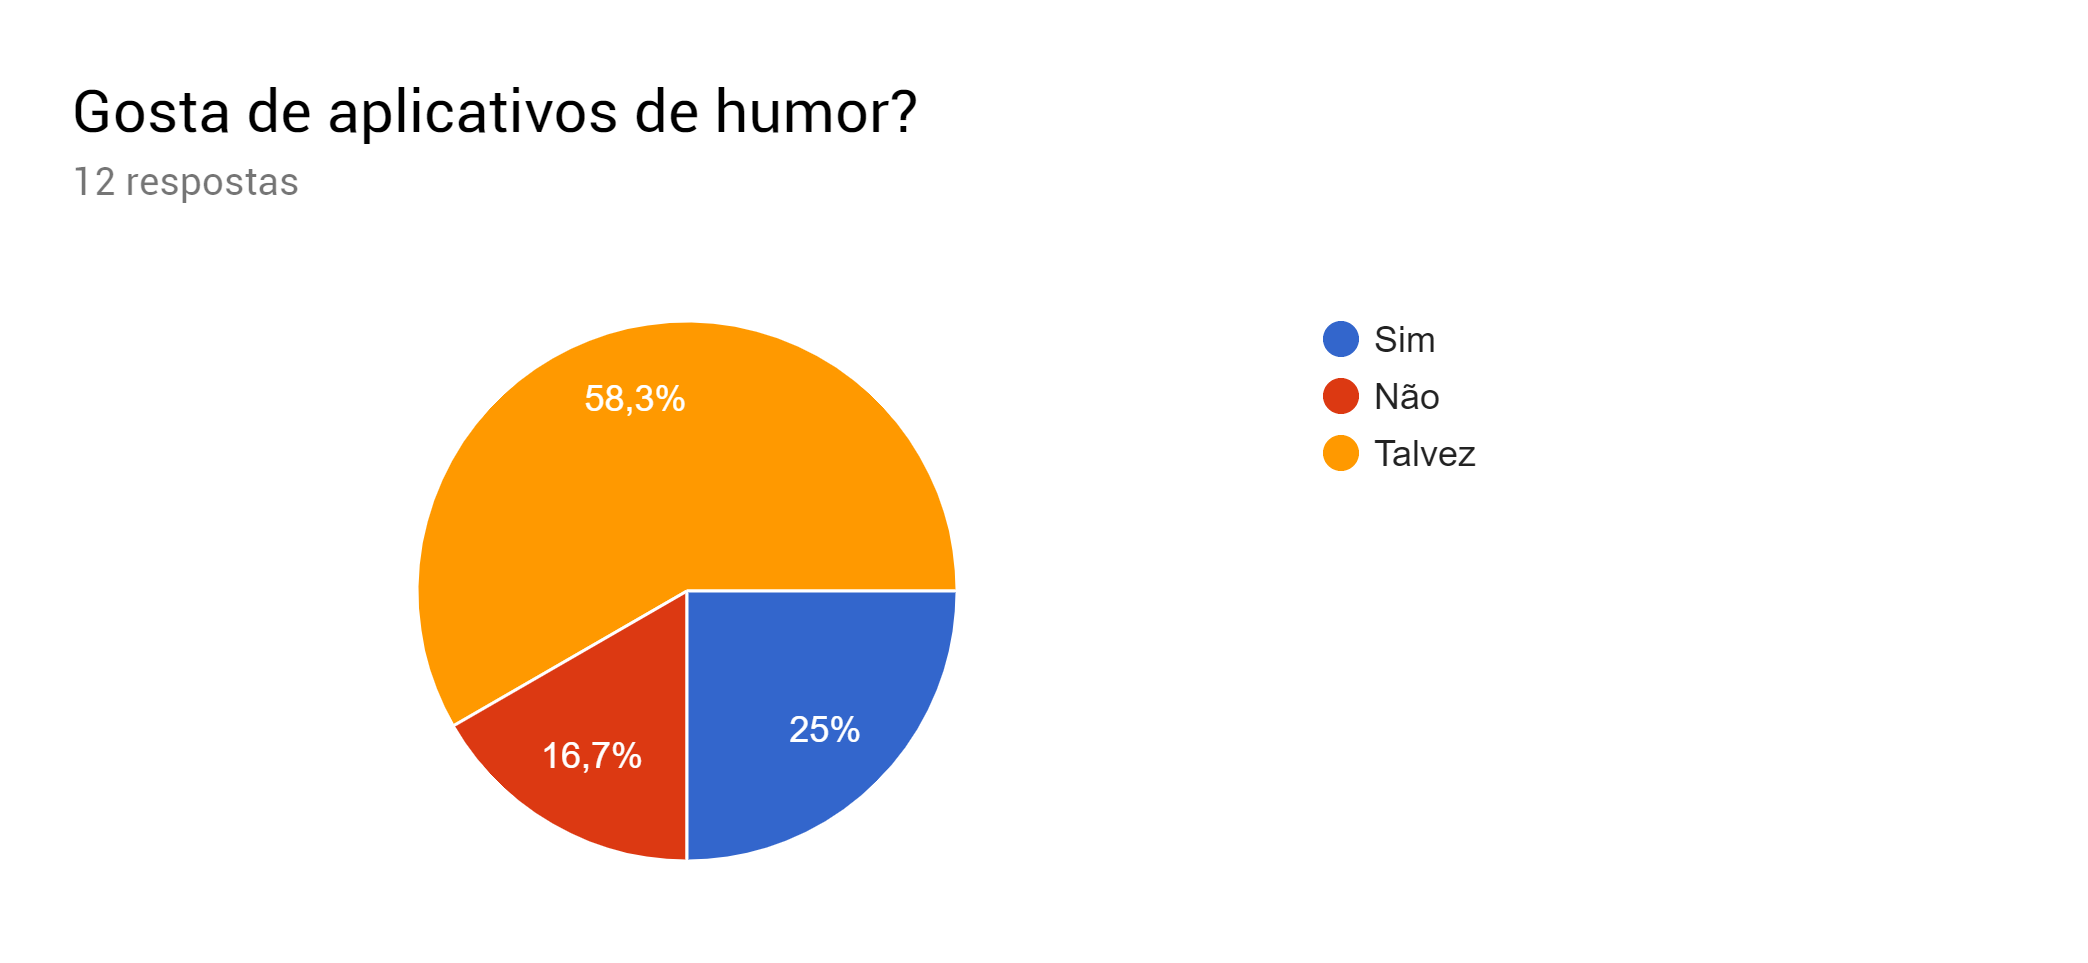 Gosta de aplicativos de humor?
12 respostas
58,3%
25%
16,7%
Sim
Não
Talvez